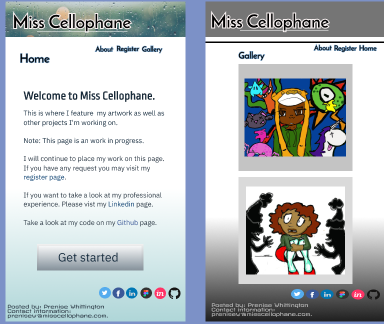 Miss Cellophane
About Register Gallery
Home
Welcome to Miss Cellophane.
This is where I feature my artwork as well as
other projects I'm working on.
Note: This page is an work in progress.
I will continue to place my work on this page.
If you have any request you may visit my
register page.
If you want to take a look at my professional
experience. Please vist my Linkedin page.
Take a look at my code on my Github page.
Get started
Posted by: Prenise Whittington
Contact Information:
prenisew@misscellophane.com.
Miss Cellophane
About Register Home
Gallery
Posted by: Prenise Whittington
Contact Information:
prenisew@misscellophane.com.